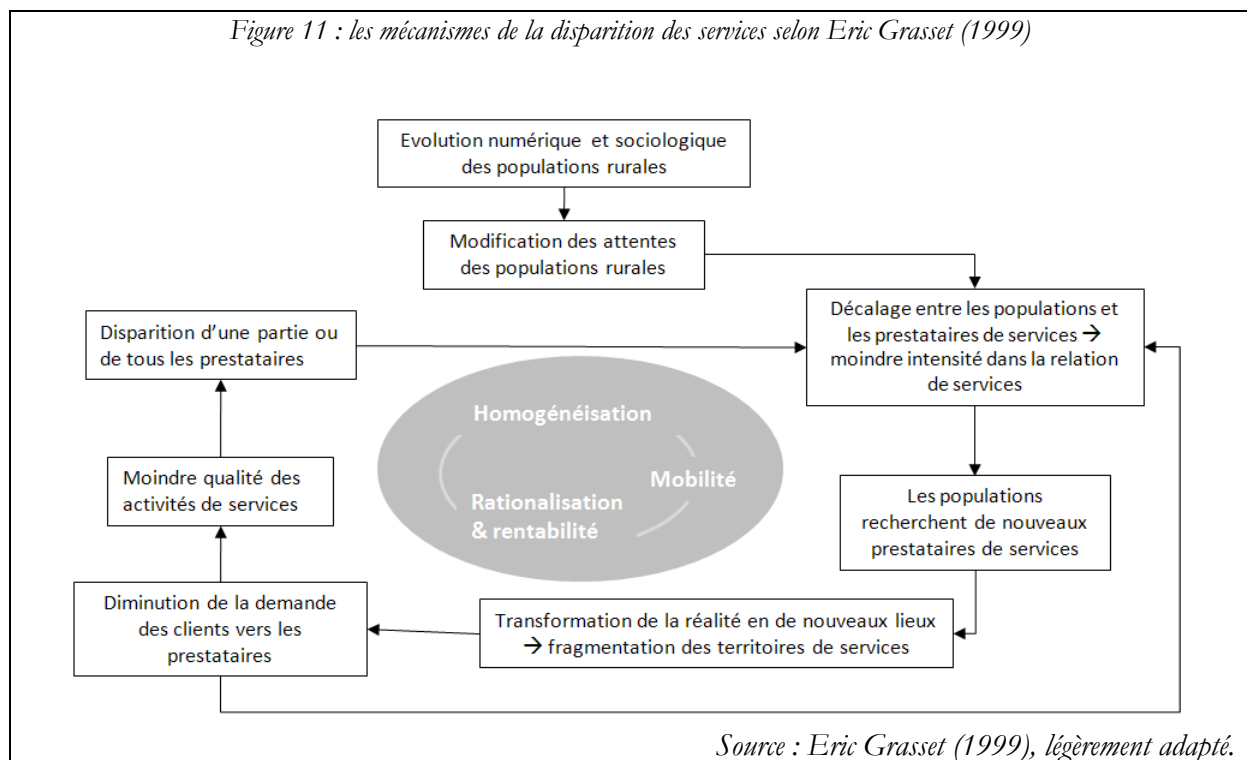 Figure 11 : les mécanismes de la disparition des services selon Eric Grasset (1999)
Evolution numérique et sociologique
des populations rurales
Modification des attentes
des populations rurales
Décalage entre les populations et
les prestataires de services →
moindre intensité dans la relation
de services
Disparition d'une partie ou
de tous les prestataires
Homogénéisation
Mobilité
Rationalisation
& rentabilité
Moindre qualité des
activités de services
Les populations
recherchent de nouveaux
prestataires de services
Diminution de la demande
des clients vers les
prestataires
Transformation de la réalité en de nouveaux lieux
→ fragmentation des territoires de services
Source : Eric Grasset (1999), légèrement adapté.